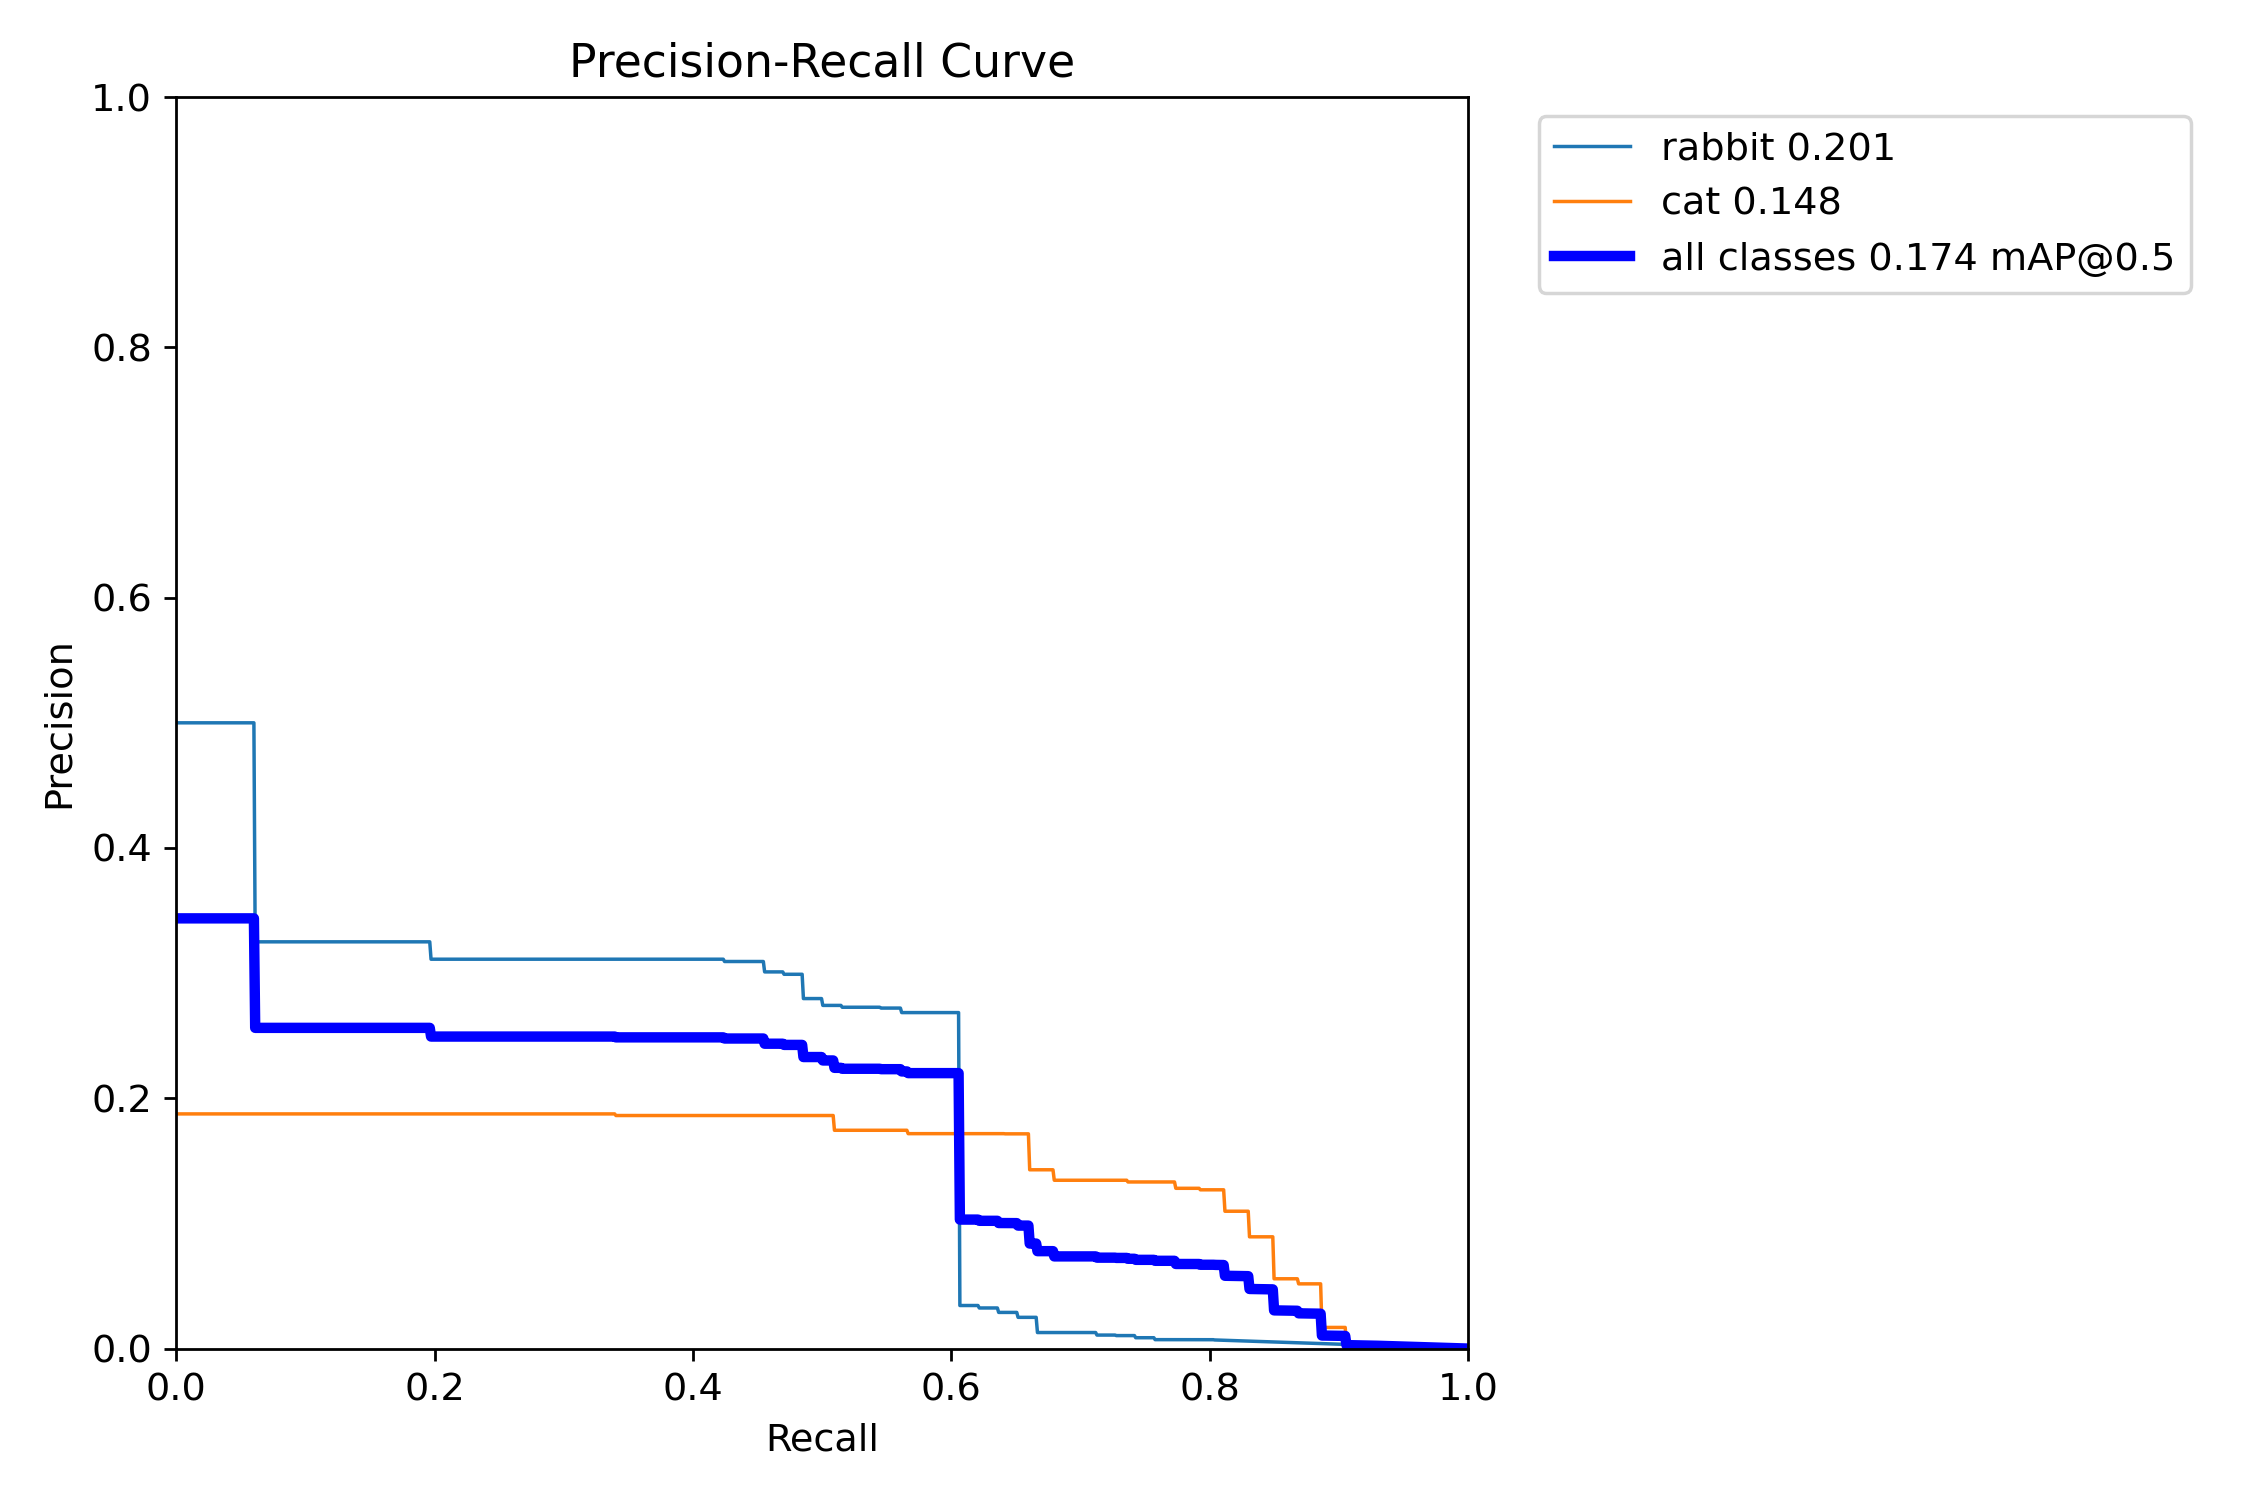 Precision-Recall Curve
1.0
0.8
0.6
0.4
0.2
0.0
Precision
0.0 0.2 0.4 0.6 0.8 1.0
Recall
rabbit 0.201
cat 0.148
all classes 0.174 mAP@0.5